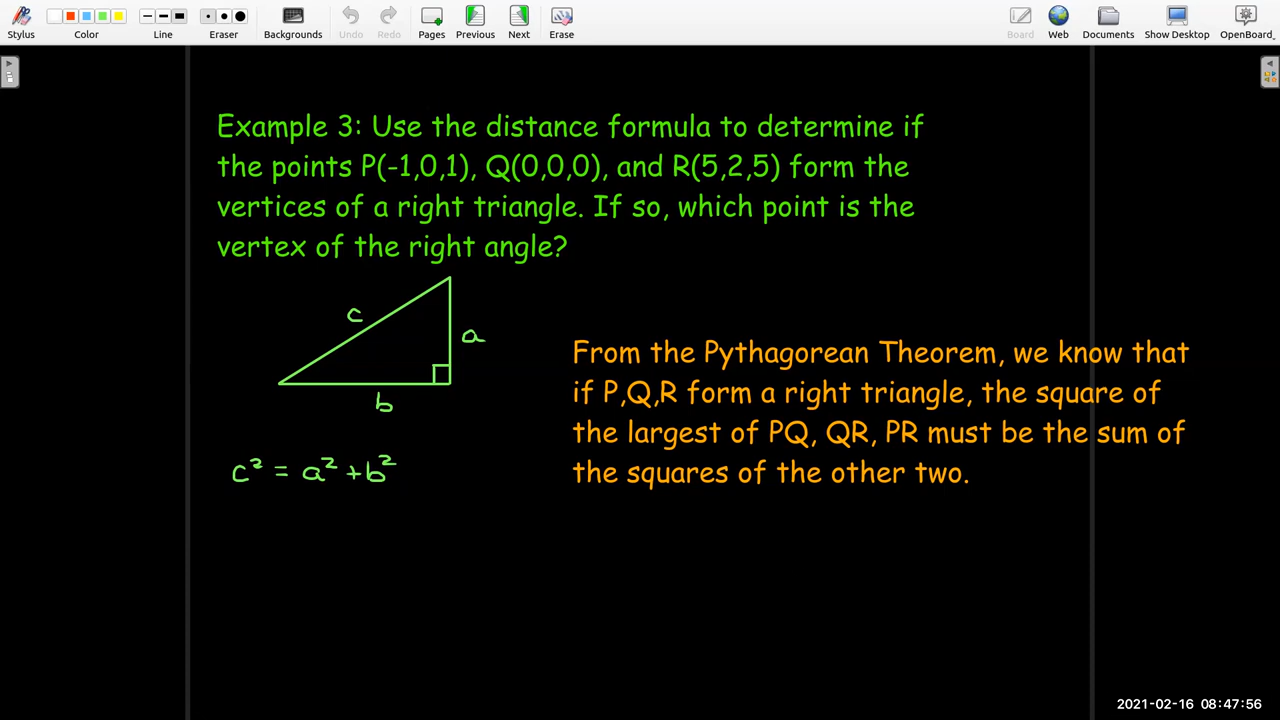 Stylus Color Line Eraser Backgrounds Undo Redo Pages Previous Next Erase Board Web Documents Show Desktop OpenBoard
Example 3: Use the distance formula to determine if
the points P(-1,0,1), Q(0,0,0), and R(5,2,5) form the
vertices of a right triangle. If so, which point is the
vertex of the right angle?
c
a
b
From the Pythagorean Theorem, we know that
if P,Q,R form a right triangle, the square of
the largest of PQ, QR, PR must be the sum of
the squares of the other two.
c² = a² + b²
2021-02-16 08:47:56